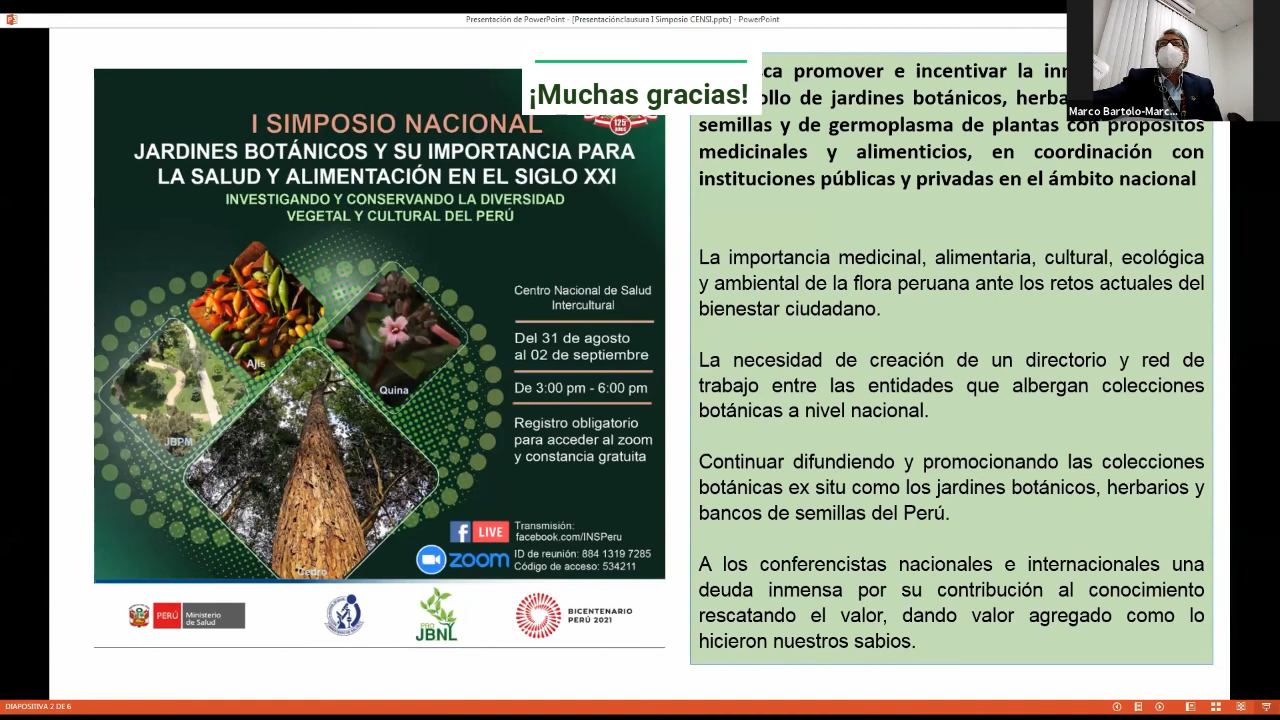 Presentación de PowerPoint - [Presentaciónclausura I Simposio CENSI.pptx] - PowerPoint
Marco Bartolo-Marc...
¡Muchas gracias!
125
años
I SIMPOSIO NACIONAL
JARDINES BOTÁNICOS Y SU IMPORTANCIA PARA
LA SALUD Y ALIMENTACIÓN EN EL SIGLO XXI
INVESTIGANDO Y CONSERVANDO LA DIVERSIDAD
VEGETAL Y CULTURAL DEL PERÚ
Ajís
Quina
JBPM
Cedro
Centro Nacional de Salud
Intercultural
Del 31 de agosto
al 02 de septiembre
De 3:00 pm - 6:00 pm
Registro obligatorio
para acceder al zoom
y constancia gratuita
f LIVE
Transmisión:
facebook.com/INSPeru
zoom
ID de reunión: 884 1319 7285
Código de acceso: 534211
PERÚ
Ministerio
de Salud
PRO
JBNL
BICENTENARIO
PERÚ 2021
promover e incentivar la
de jardines botánicos,
semillas y de germoplasma de plantas con propósitos
medicinales y alimenticios, en coordinación con
instituciones públicas y privadas en el ámbito nacional
La importancia medicinal, alimentaria, cultural, ecológica
y ambiental de la flora peruana ante los retos actuales del
bienestar ciudadano.
La necesidad de creación de un directorio y red de
trabajo entre las entidades que albergan colecciones
botánicas a nivel nacional.
Continuar difundiendo y promocionando las colecciones
botánicas ex situ como los jardines botánicos, herbarios y
bancos de semillas del Perú.
A los conferencistas nacionales e internacionales una
deuda inmensa por su contribución al conocimiento
rescatando el valor, dando valor agregado como lo
hicieron nuestros sabios.
DIAPOSITIVA 2 DE 6